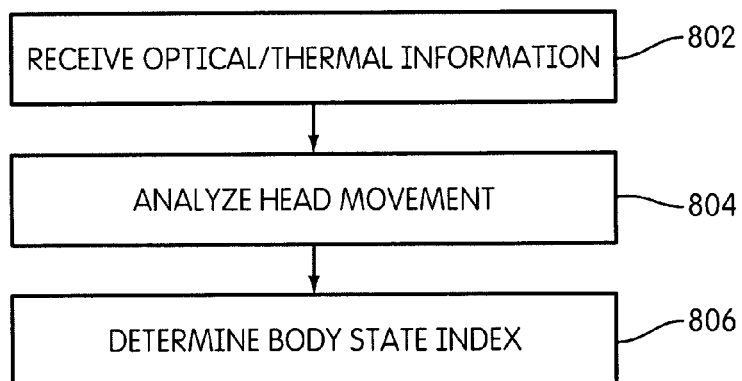 RECEIVE OPTICAL/THERMAL INFORMATION
802
ANALYZE HEAD MOVEMENT
804
DETERMINE BODY STATE INDEX
806